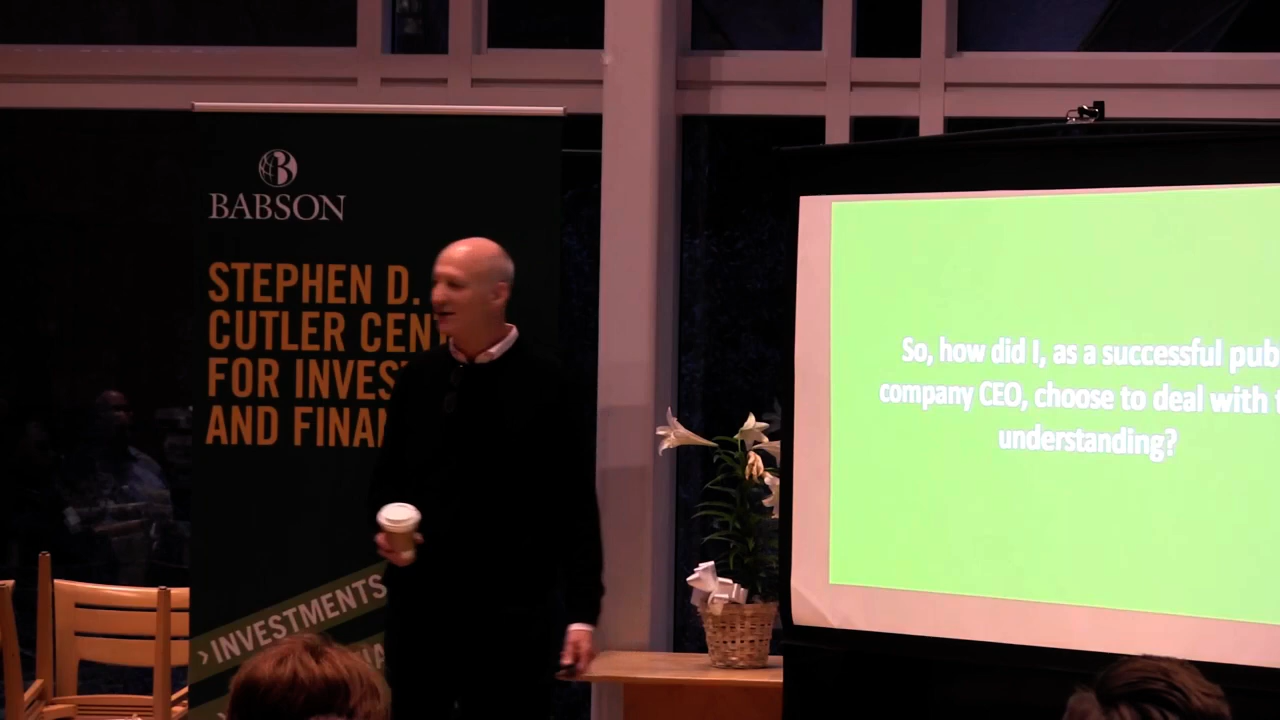 BABSON
STEPHEN D.
CUTLER CEN
FOR INVES
AND FINAN
›INVESTMENTS
So, how did I, as a successful pub
company CEO, choose to deal with
understanding?